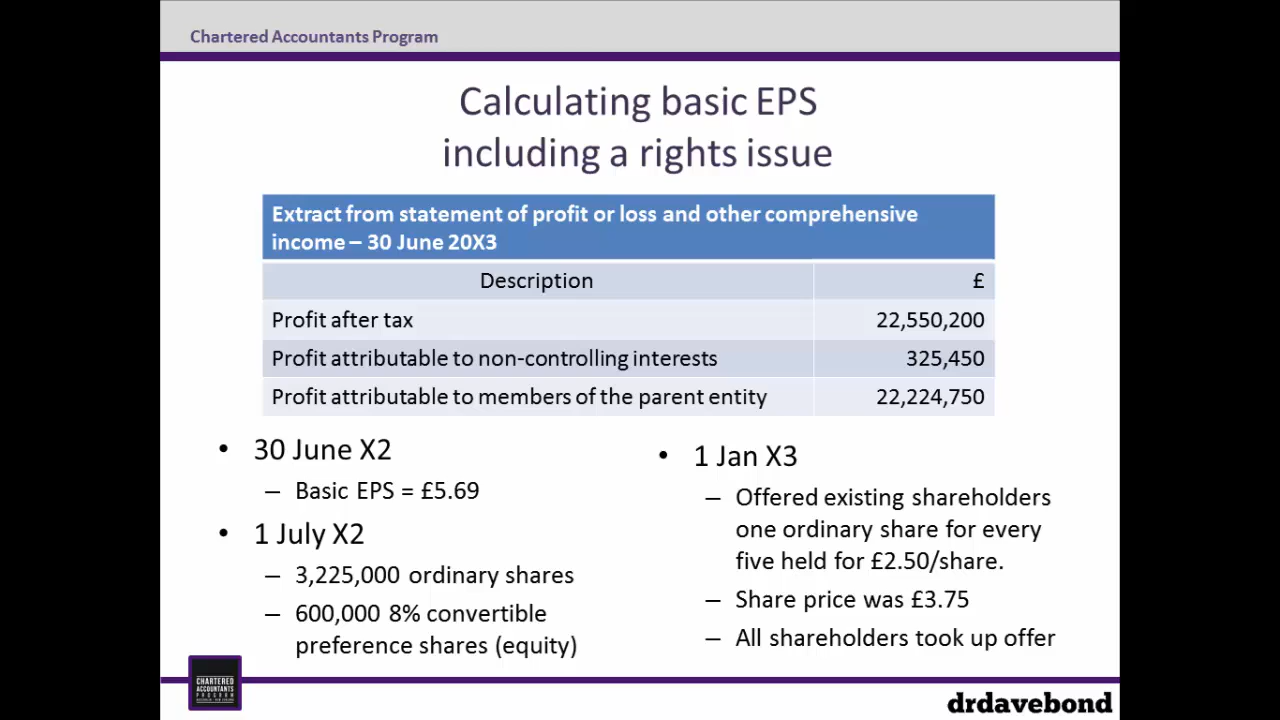 Chartered Accountants Program
Calculating basic EPS
including a rights issue
Extract from statement of profit or loss and other comprehensive
income – 30 June 20X3
Description £
Profit after tax 22,550,200
Profit attributable to non-controlling interests 325,450
Profit attributable to members of the parent entity 22,224,750
• 30 June X2
– Basic EPS = £5.69
• 1 July X2
– 3,225,000 ordinary shares
– 600,000 8% convertible
preference shares (equity)
• 1 Jan X3
– Offered existing shareholders
one ordinary share for every
five held for £2.50/share.
– Share price was £3.75
– All shareholders took up offer
CHARTERED
ACCOUNTANTS
PROGRAM
drdavebond